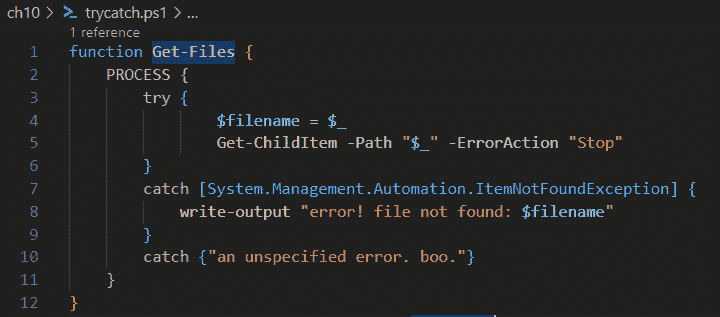 ch10 > trycatch.ps1 > ...
1 reference
1 function Get-Files {
2 PROCESS {
3 try {
4 $filename = $_
5 Get-ChildItem -Path "$_" -ErrorAction "Stop"
6 }
7 catch [System.Management.Automation.ItemNotFoundException] {
8 write-output "error! file not found: $filename"
9 }
10 catch {"an unspecified error. boo."}
11 }
12 }